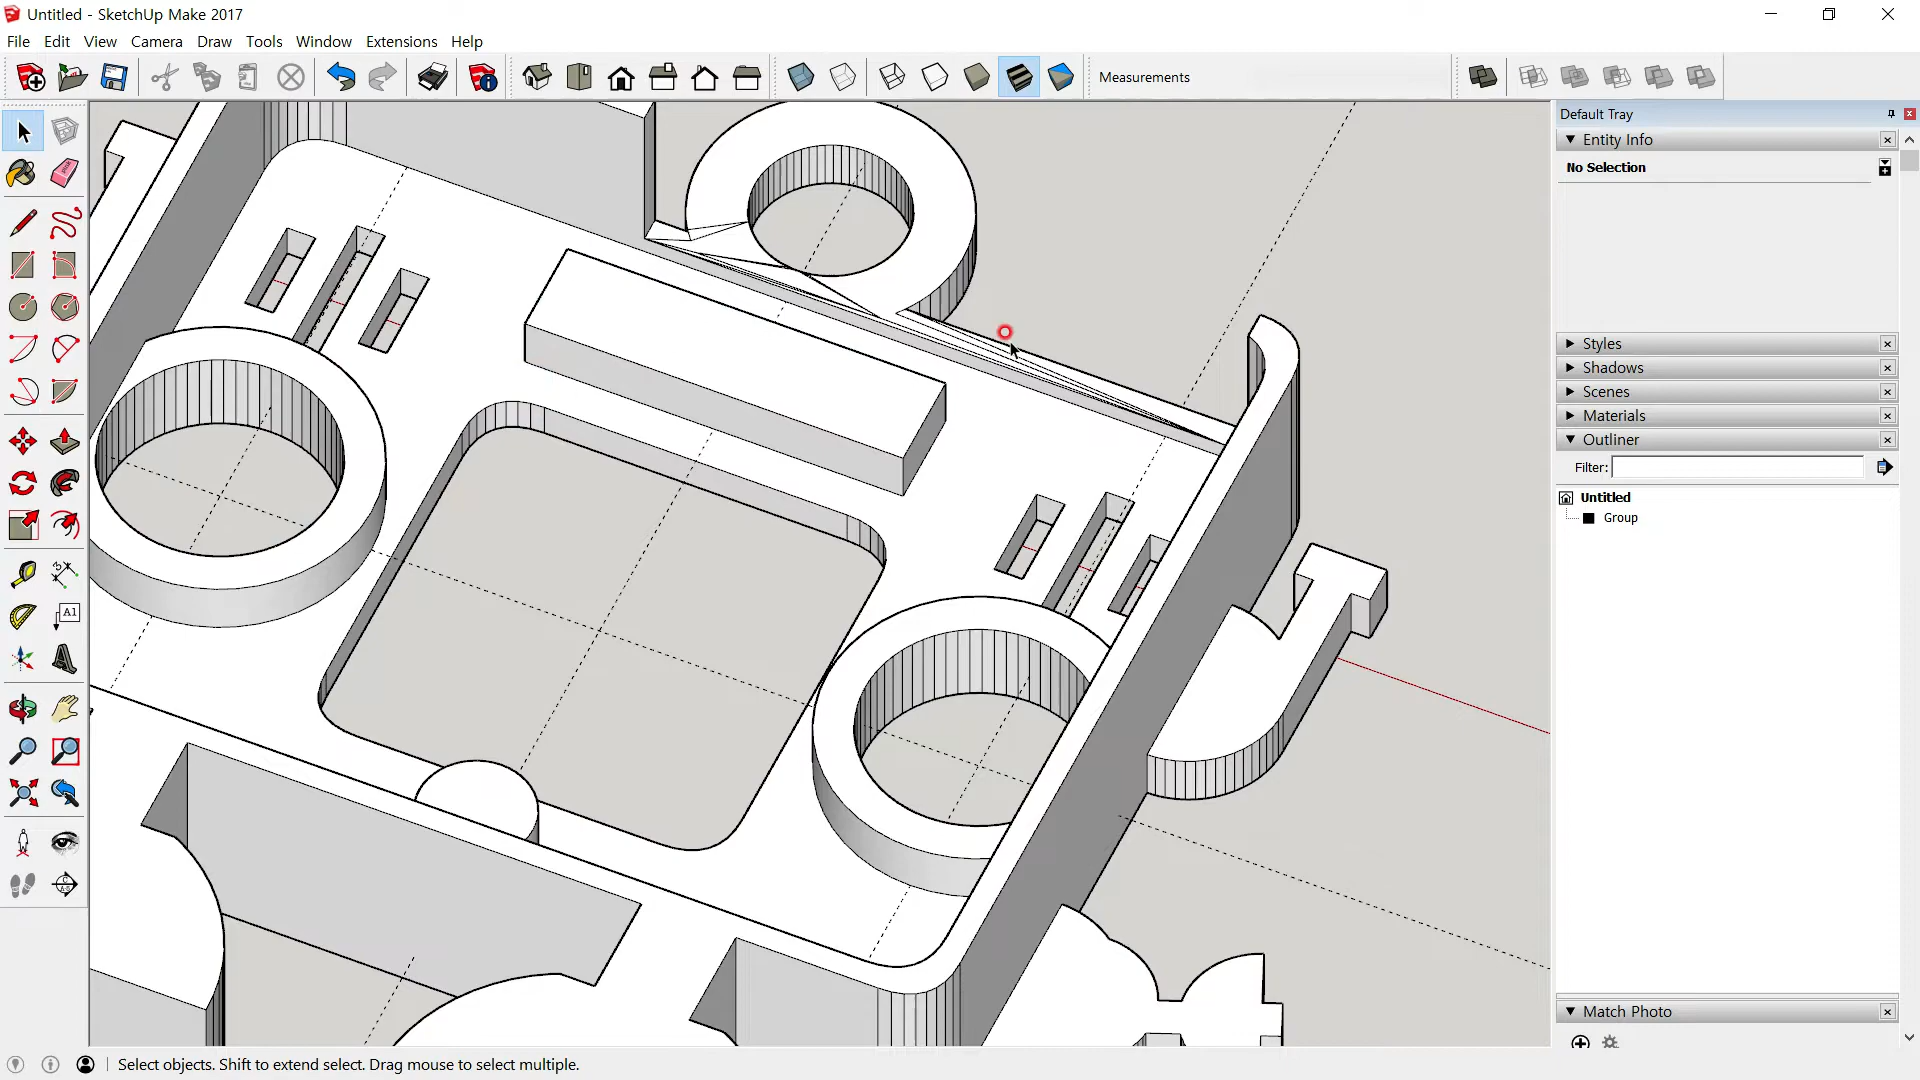 Untitled - SketchUp Make 2017
File Edit View Camera Draw Tools Window Extensions Help
Measurements
Default Tray
Entity Info
No Selection
Styles
Shadows
Scenes
Materials
Outliner
Filter:
Untitled
Group
A1
Match Photo
Select objects. Shift to extend select. Drag mouse to select multiple.